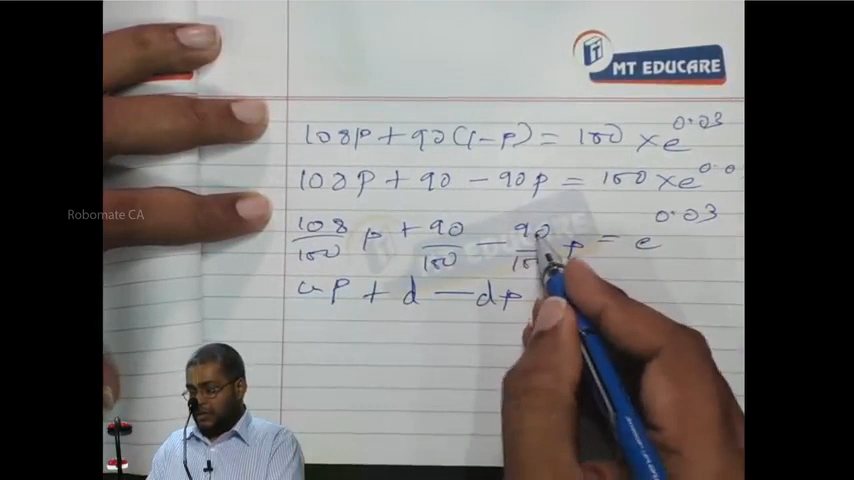 MT EDUCARE
108p + 90(1-p) = 100 × e^0.03
108p + 90 - 90p = 100 × e^0.0
Robomate CA
108/100 p + 90/100 - 90/100 p = e^0.03
up + d - dp